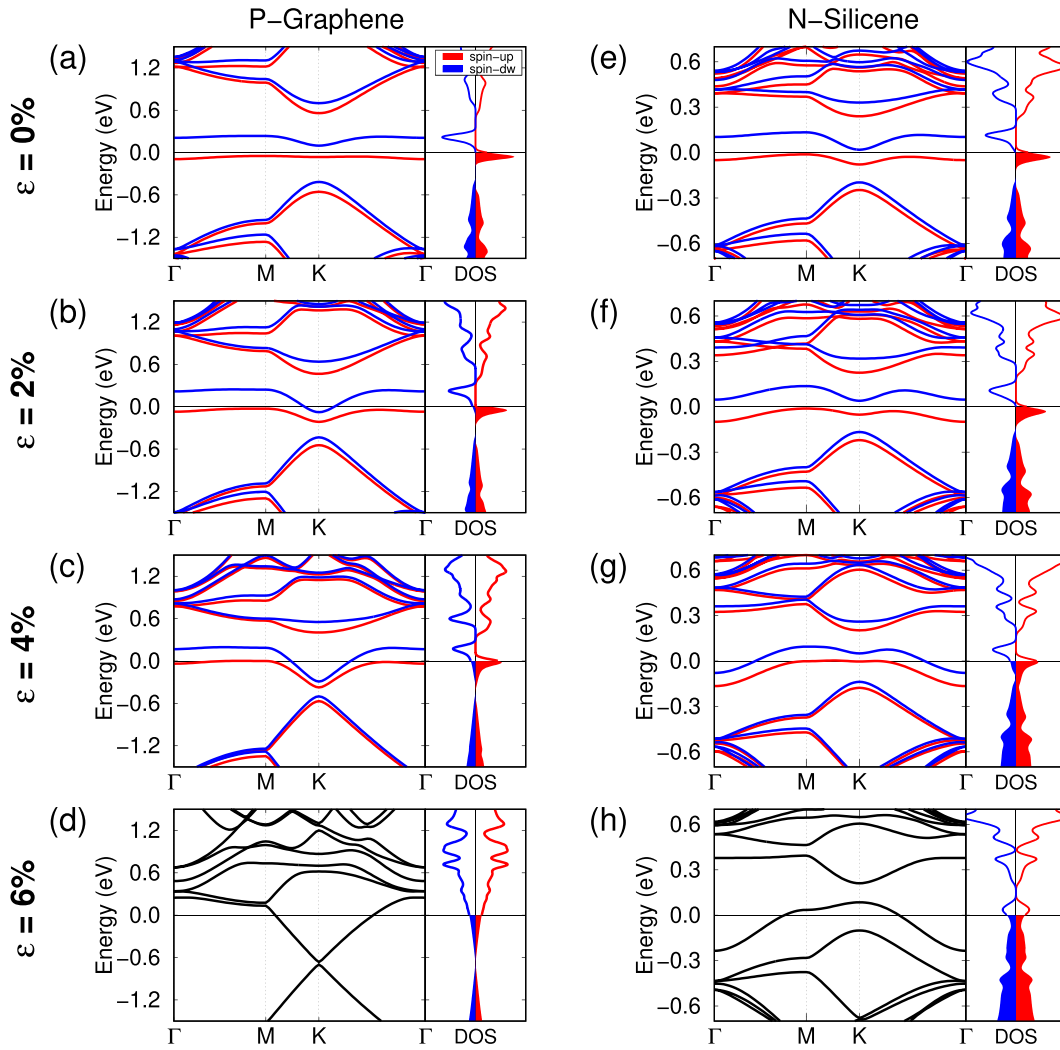 P−Graphene N−Silicene
ε = 0%
(a)
spin-up
spin-dw
Energy (eV)
1.2
0.6
0.0
−0.6
−1.2
Γ M K Γ DOS
(e)
Energy (eV)
0.6
0.3
0.0
−0.3
−0.6
Γ M K Γ DOS
ε = 2%
(b)
Energy (eV)
1.2
0.6
0.0
−0.6
−1.2
Γ M K Γ DOS
(f)
Energy (eV)
0.6
0.3
0.0
−0.3
−0.6
Γ M K Γ DOS
ε = 4%
(c)
Energy (eV)
1.2
0.6
0.0
−0.6
−1.2
Γ M K Γ DOS
(g)
Energy (eV)
0.6
0.3
0.0
−0.3
−0.6
Γ M K Γ DOS
ε = 6%
(d)
Energy (eV)
1.2
0.6
0.0
−0.6
−1.2
Γ M K Γ DOS
(h)
Energy (eV)
0.6
0.3
0.0
−0.3
−0.6
Γ M K Γ DOS